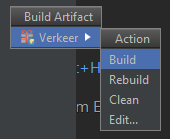 Build Artifact
Verkeer
Action
Build
Rebuild
Clean
Edit...
t+H
m E